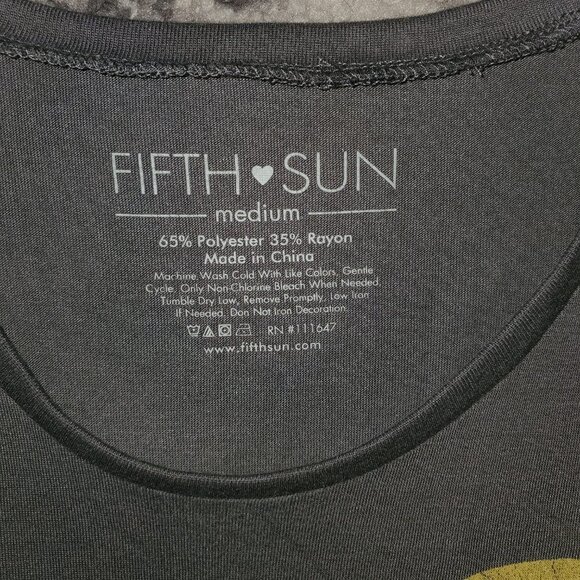 FIFTH♥SUN
medium
65% Polyester 35% Rayon
Made in China
Machine Wash Cold With Like Colors, Gentle
Cycle. Only Non-Chlorine Bleach When Needed.
Tumble Dry Low, Remove Promptly, Low Iron
If Needed. Don Not Iron Decoration.
RN #111647
www.fifthsun.com